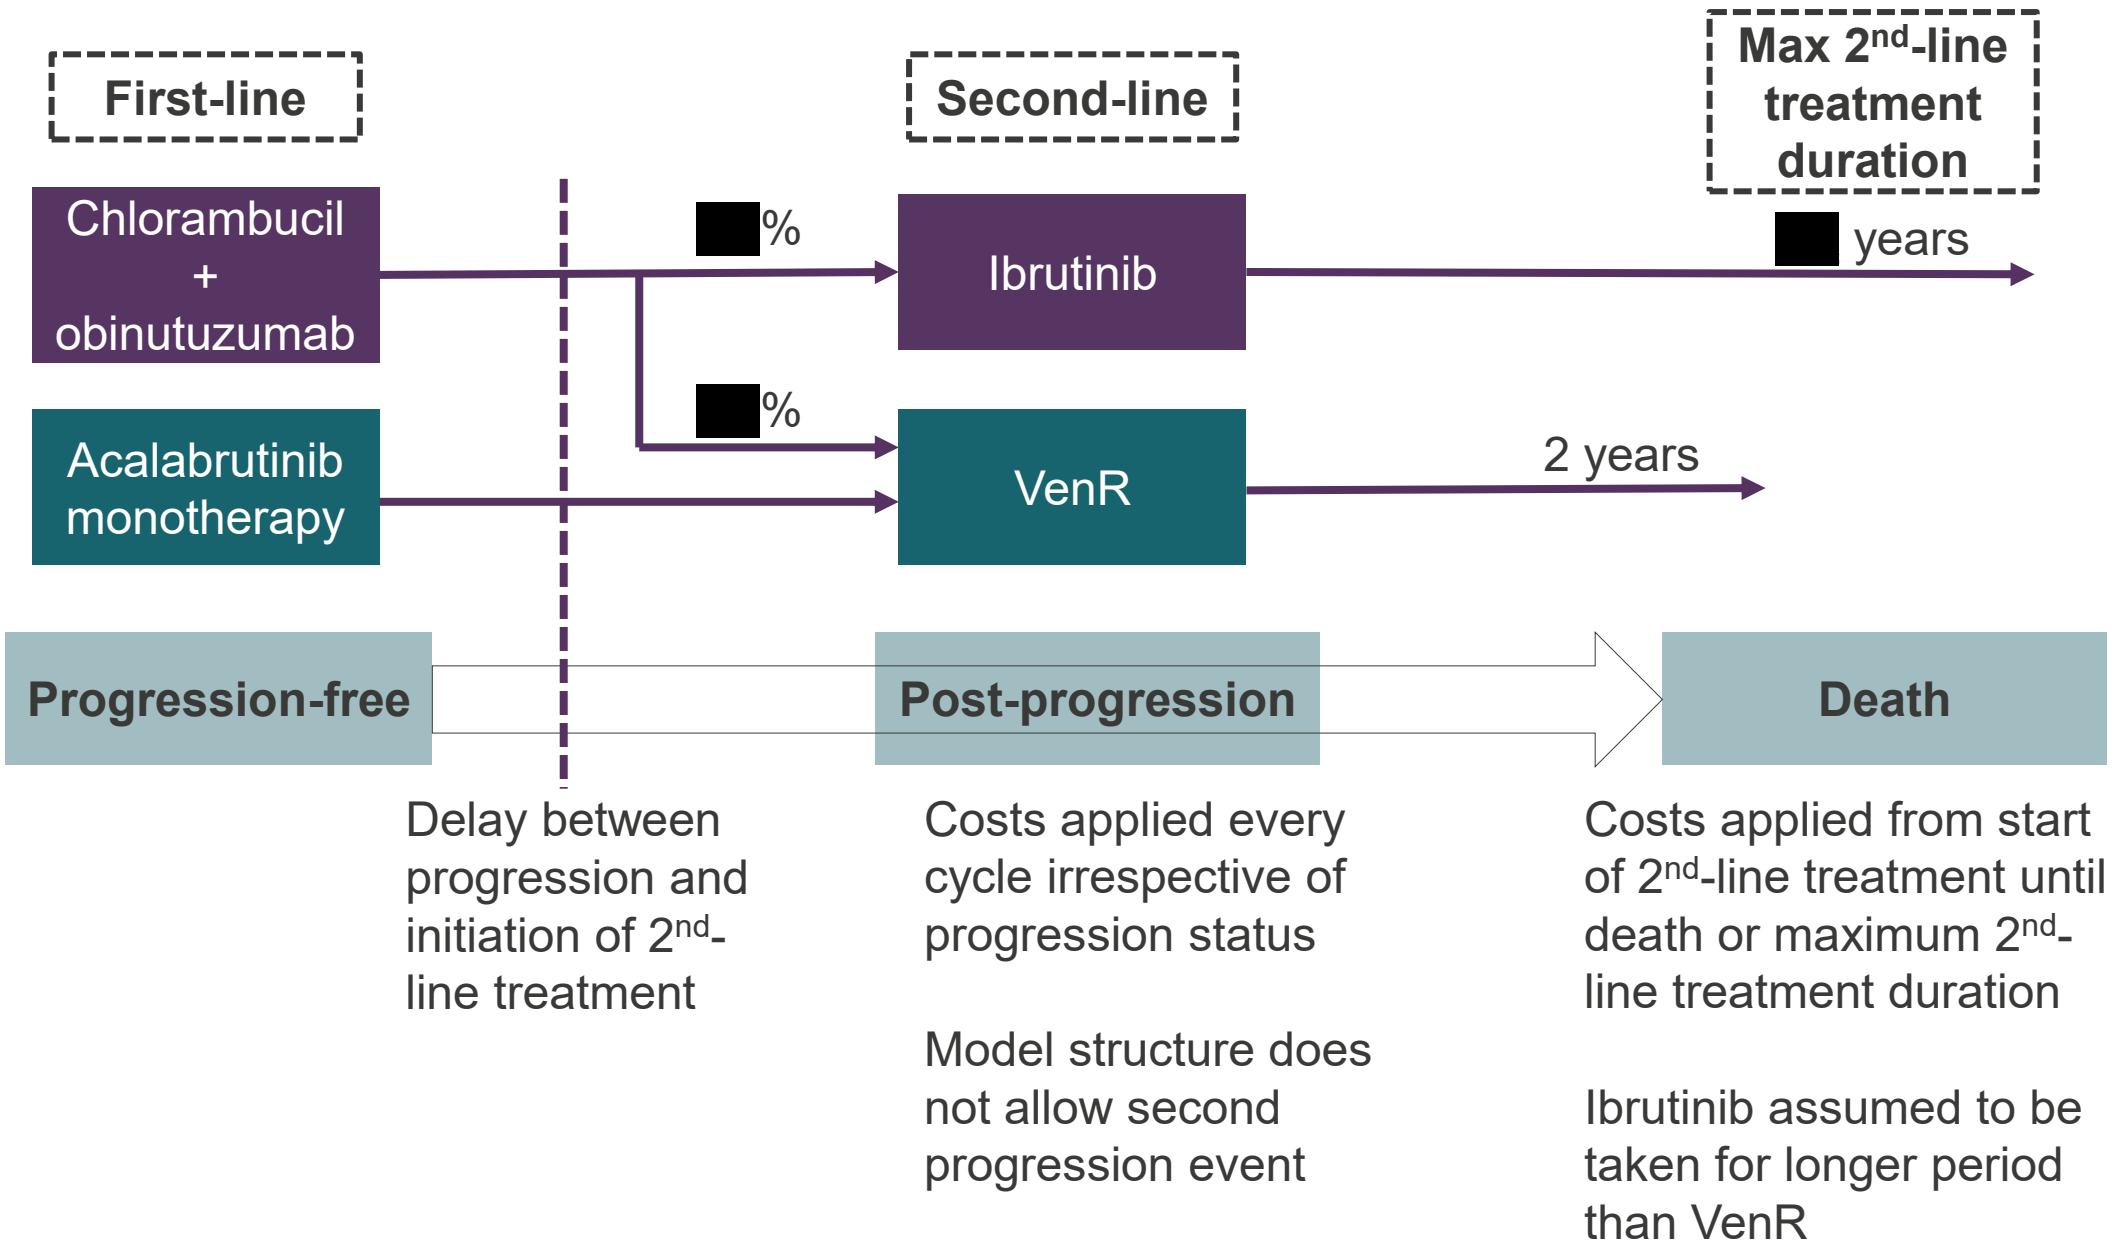 First-line
Second-line
Max 2nd-line
treatment
duration
Chlorambucil
+
obinutuzumab
%
Ibrutinib
years
%
Acalabrutinib
monotherapy
VenR
2 years
Progression-free
Post-progression
Death
Delay between
progression and
initiation of 2nd-
line treatment
Costs applied every
cycle irrespective of
progression status
Model structure does
not allow second
progression event
Costs applied from start
of 2nd-line treatment until
death or maximum 2nd-
line treatment duration
Ibrutinib assumed to be
taken for longer period
than VenR